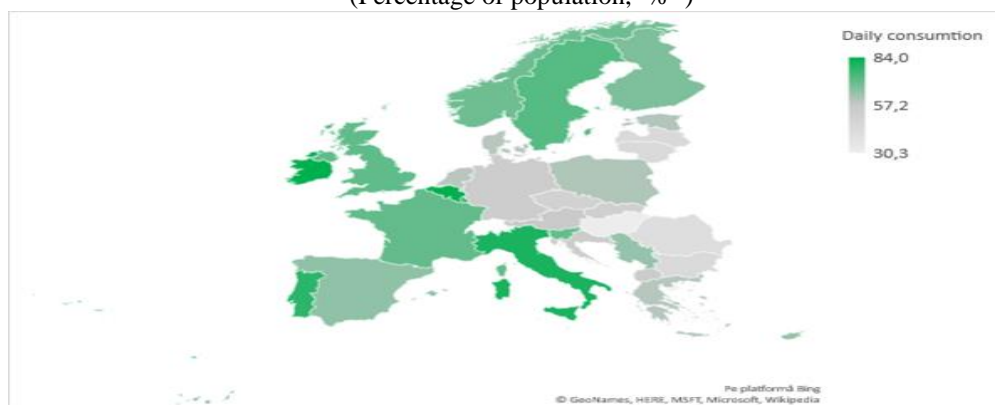 (Percentage of population, "%")
Daily consumtion
84,0
57,2
30,3
Pe platformă Bing
© GeoNames, HERE, MSFT, Microsoft, Wikipedia